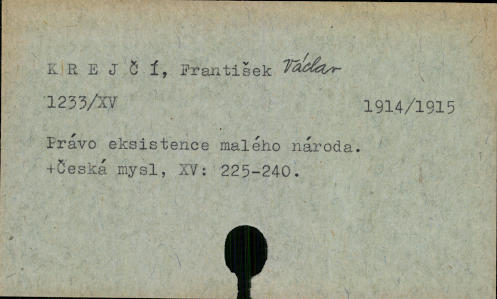 K R E J Č Í, František Václav
1233/XV 1914/1915
Právo eksistence malého národa.
+Česká mysl, XV: 225-240.